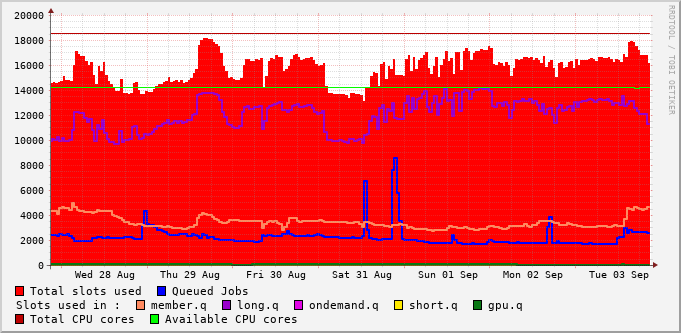 20000
18000
16000
14000
12000
10000
8000
6000
4000
2000
0
Wed 28 Aug Thu 29 Aug Fri 30 Aug Sat 31 Aug Sun 01 Sep Mon 02 Sep Tue 03 Sep
Total slots used Queued Jobs
Slots used in : member.q long.q ondemand.q short.q gpu.q
Total CPU cores Available CPU cores
RRDTOOL / TOBI OETIKER